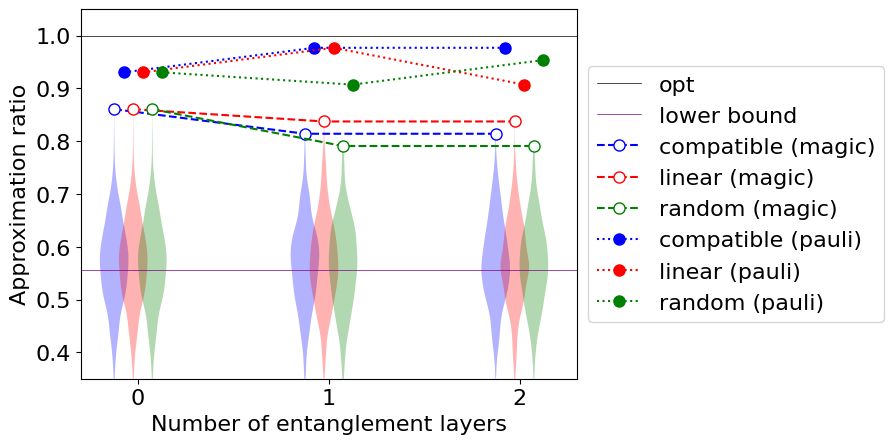 1.0
0.9
0.8
0.7
0.6
0.5
0.4
Approximation ratio
0 1 2
Number of entanglement layers
opt
lower bound
compatible (magic)
linear (magic)
random (magic)
compatible (pauli)
linear (pauli)
random (pauli)